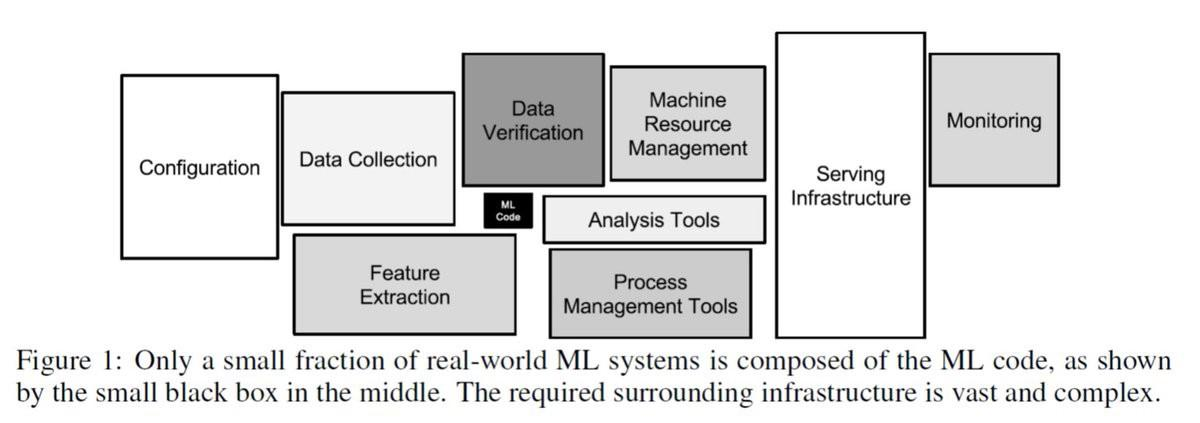 Configuration
Data Collection
Data
Verification
Machine
Resource
Management
Serving
Infrastructure
Monitoring
ML
Code
Analysis Tools
Feature
Extraction
Process
Management Tools
Figure 1: Only a small fraction of real-world ML systems is composed of the ML code, as shown
by the small black box in the middle. The required surrounding infrastructure is vast and complex.